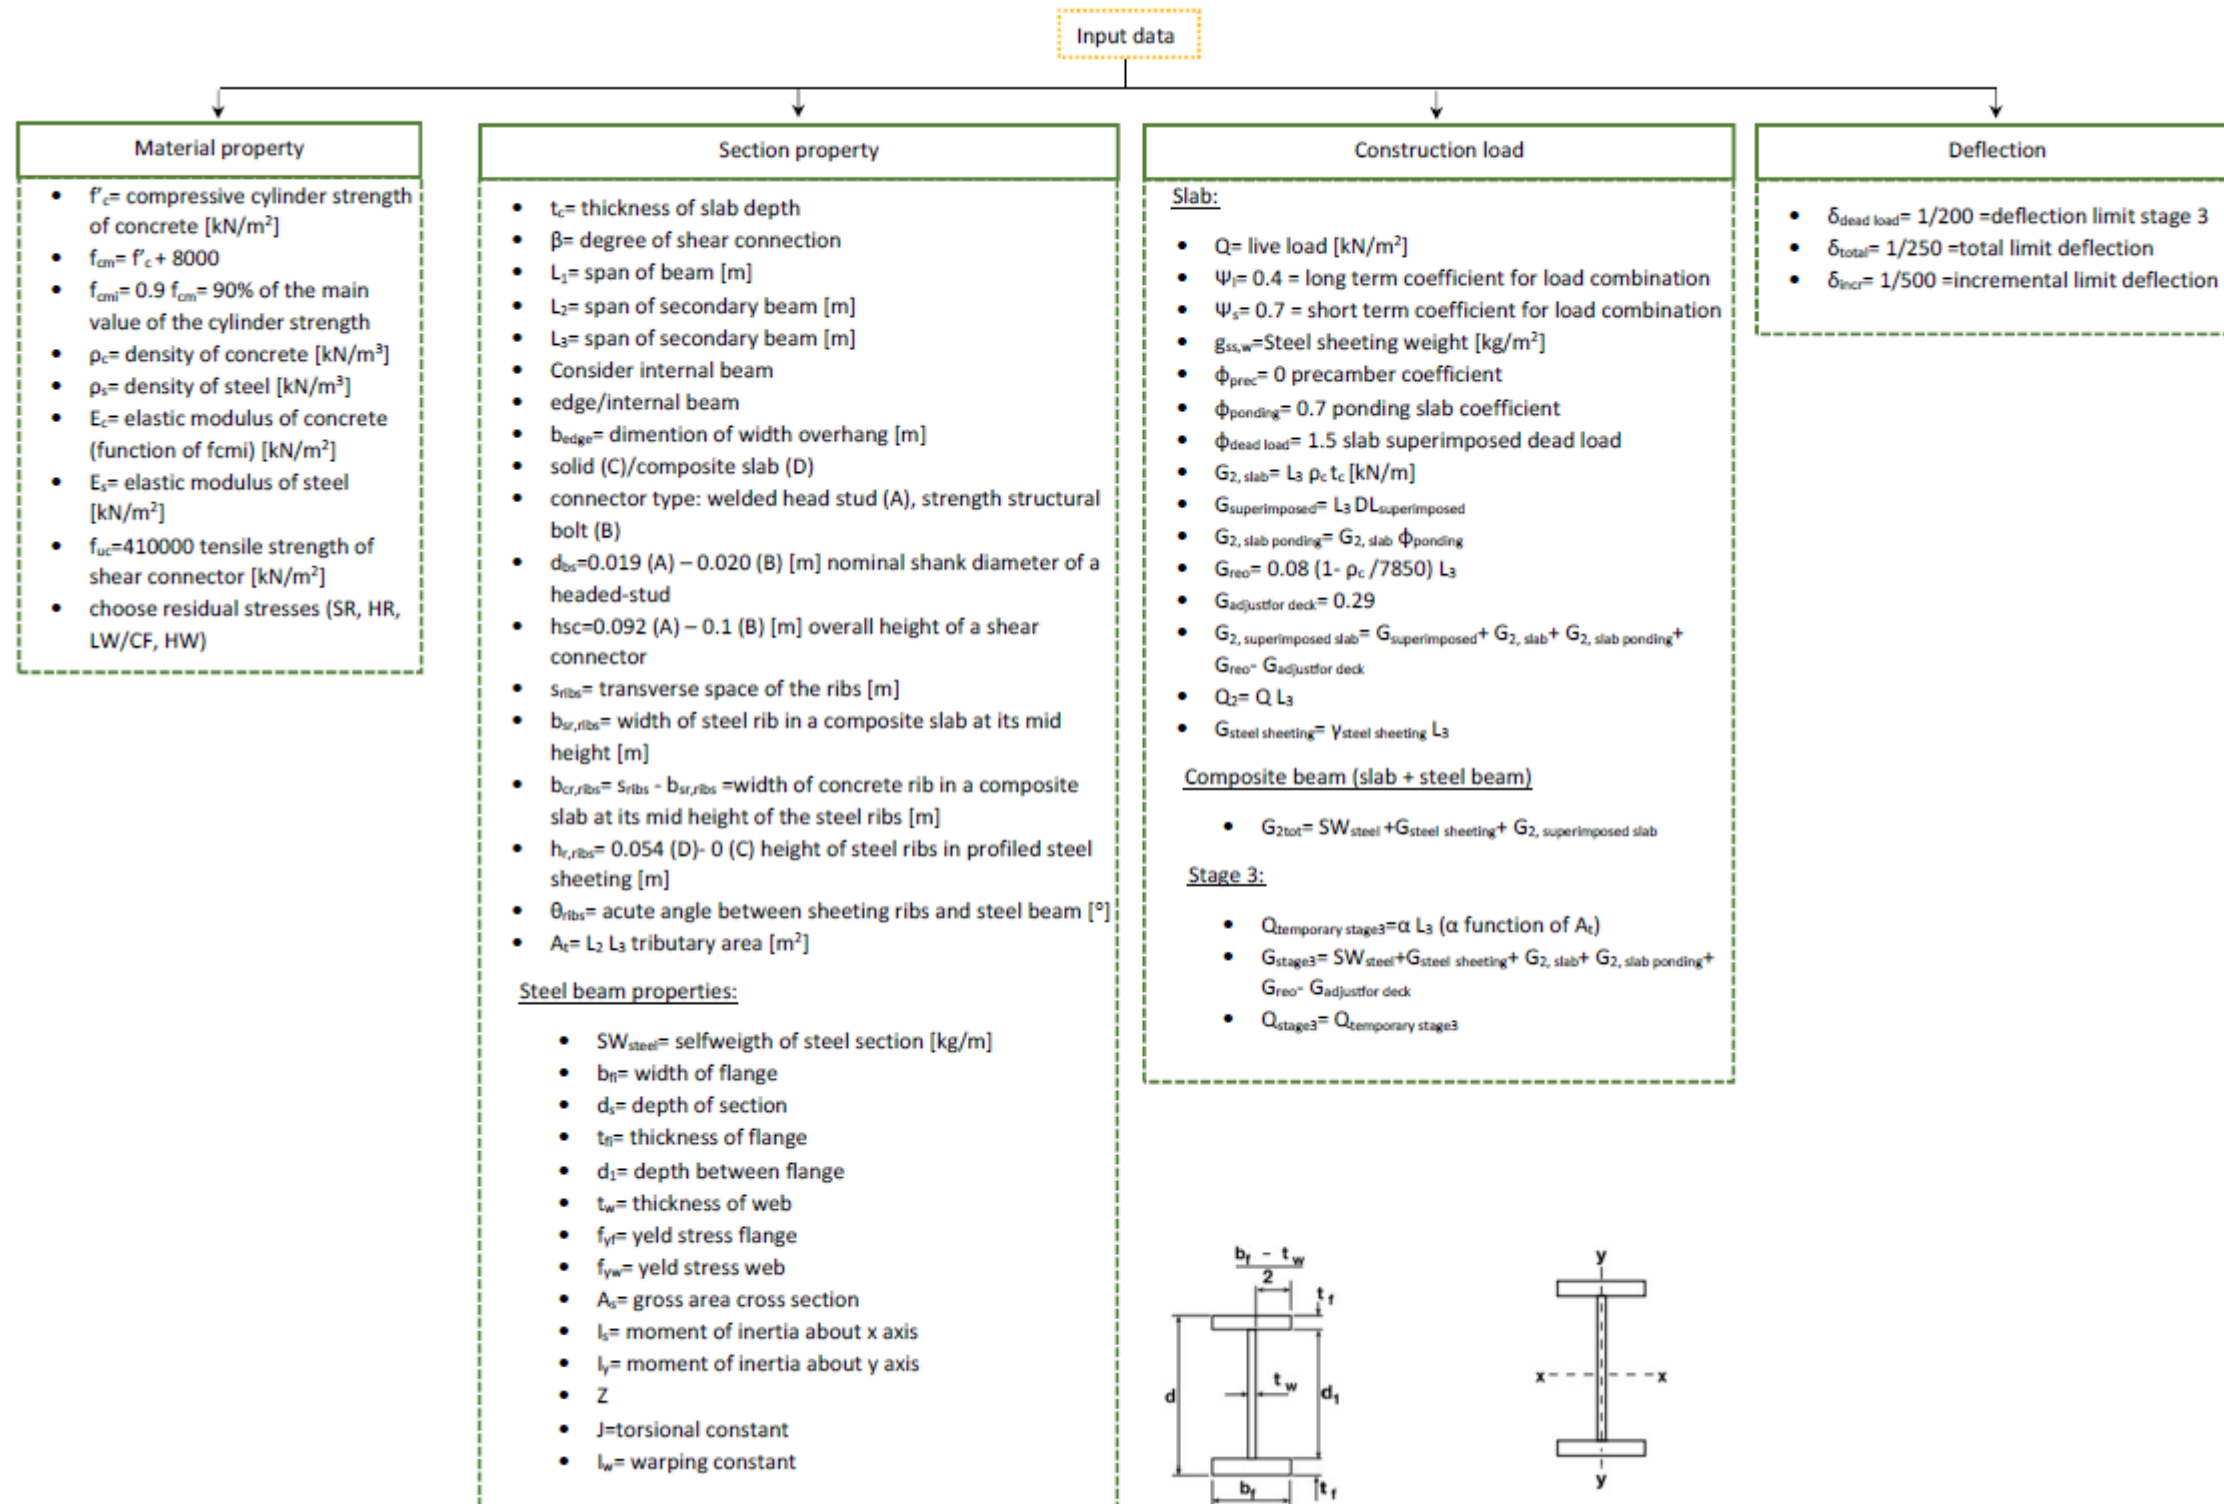 Input data
Material property
• f'c= compressive cylinder strength
of concrete [kN/m²]
• fcm= f'c + 8000
• fcmi= 0.9 fcm= 90% of the main
value of the cylinder strength
• ρc= density of concrete [kN/m³]
• ρs= density of steel [kN/m³]
• Ec= elastic modulus of concrete
(function of fcmi) [kN/m²]
• Es= elastic modulus of steel
[kN/m²]
• fuc=410000 tensile strength of
shear connector [kN/m²]
• choose residual stresses (SR, HR,
LW/CF, HW)
Section property
• tc= thickness of slab depth
• β= degree of shear connection
• L1= span of beam [m]
• L2= span of secondary beam [m]
• L3= span of secondary beam [m]
• Consider internal beam
• edge/internal beam
• bedge= dimention of width overhang [m]
• solid (C)/composite slab (D)
• connector type: welded head stud (A), strength structural
bolt (B)
• dbs=0.019 (A) – 0.020 (B) [m] nominal shank diameter of a
headed-stud
• hsc=0.092 (A) – 0.1 (B) [m] overall height of a shear
connector
• sribs= transverse space of the ribs [m]
• bsr,ribs= width of steel rib in a composite slab at its mid
height [m]
• bcr,ribs= sribs - bsr,ribs =width of concrete rib in a composite
slab at its mid height of the steel ribs [m]
• hr,ribs= 0.054 (D)- 0 (C) height of steel ribs in profiled steel
sheeting [m]
• θribs= acute angle between sheeting ribs and steel beam [°]
• At= L2 L3 tributary area [m²]
Steel beam properties:
• SWsteel= selfweigth of steel section [kg/m]
• bfl= width of flange
• ds= depth of section
• tfl= thickness of flange
• d1= depth between flange
• tw= thickness of web
• fyf= yeld stress flange
• fyw= yeld stress web
• As= gross area cross section
• Is= moment of inertia about x axis
• Iy= moment of inertia about y axis
• Z
• J=torsional constant
• Iw= warping constant
Construction load
Slab:
• Q= live load [kN/m²]
• Ψl= 0.4 = long term coefficient for load combination
• Ψs= 0.7 = short term coefficient for load combination
• gss,w=Steel sheeting weight [kg/m²]
• ϕprec= 0 precamber coefficient
• ϕponding= 0.7 ponding slab coefficient
• ϕdead load= 1.5 slab superimposed dead load
• G2, slab= L3 ρc tc [kN/m]
• Gsuperimposed= L3 DLsuperimposed
• G2, slab ponding= G2, slab ϕponding
• Greo= 0.08 (1- ρc /7850) L3
• Gadjustfor deck= 0.29
• G2, superimposed slab= Gsuperimposed+ G2, slab+ G2, slab ponding+
Greo- Gadjustfor deck
• Q2= Q L3
• Gsteel sheeting= γsteel sheeting L3
Composite beam (slab + steel beam)
• G2tot= SWsteel +Gsteel sheeting+ G2, superimposed slab
Stage 3:
• Qtemporary stage3=α L3 (α function of At)
• Gstage3= SWsteel+Gsteel sheeting+ G2, slab+ G2, slab ponding+
Greo- Gadjustfor deck
• Qstage3= Qtemporary stage3
Deflection
• δdead load= 1/200 =deflection limit stage 3
• δtotal= 1/250 =total limit deflection
• δincr= 1/500 =incremental limit deflection
bf - tw
2
tf
d
tw
d1
bf
tf
y
x
x
y